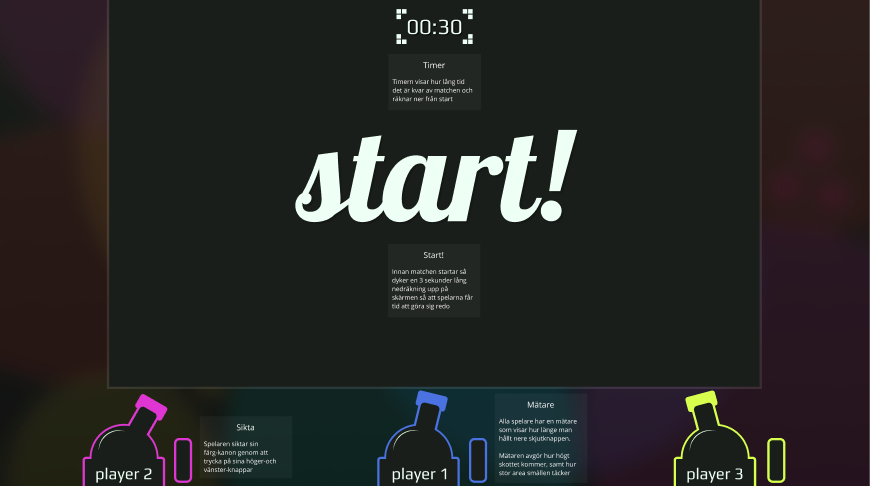 00:30
Timer
Timern visar hur lång tid
det är kvar av matchen och
räknar ner från start
start!
Start!
Innan matchen startar så
dyker en 3 sekunder lång
nedräkning upp på
skärmen så att spelarna får
tid att göra sig redo
Sikta
Spelaren siktar sin
färg-kanon genom att
trycka på sina höger-och
vänster-knappar
Mätare
Alla spelare har en mätare
som visar hur länge man
hållt nere skjutknappen,
Mätaren avgör hur högt
skottet kommer, samt hur
stor area smällen täcker
player 2
player 1
player 3